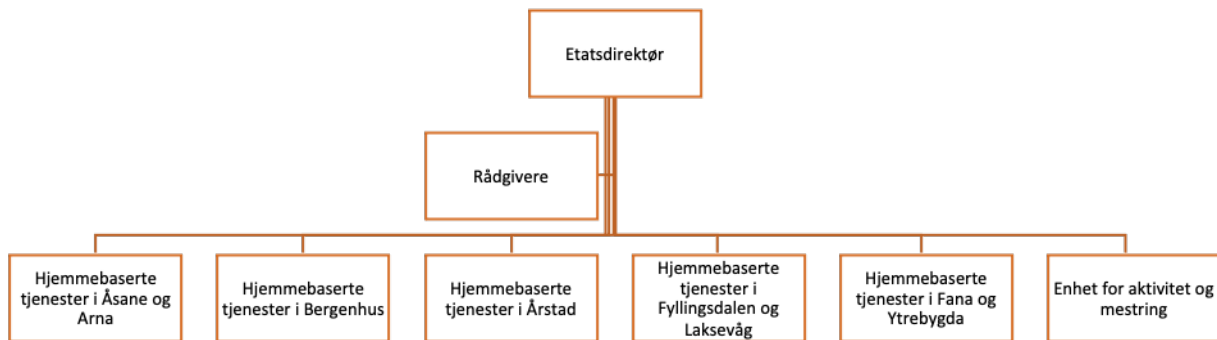 Etatsdirektør
Rådgivere
Hjemmebaserte
tjenester i Åsane og
Arna
Hjemmebaserte
tjenester i Bergenhus
Hjemmebaserte
tjenester i Årstad
Hjemmebaserte
tjenester i
Fyllingsdalen og
Laksevåg
Hjemmebaserte
tjenester i Fana og
Ytrebygda
Enhet for aktivitet og
mestring